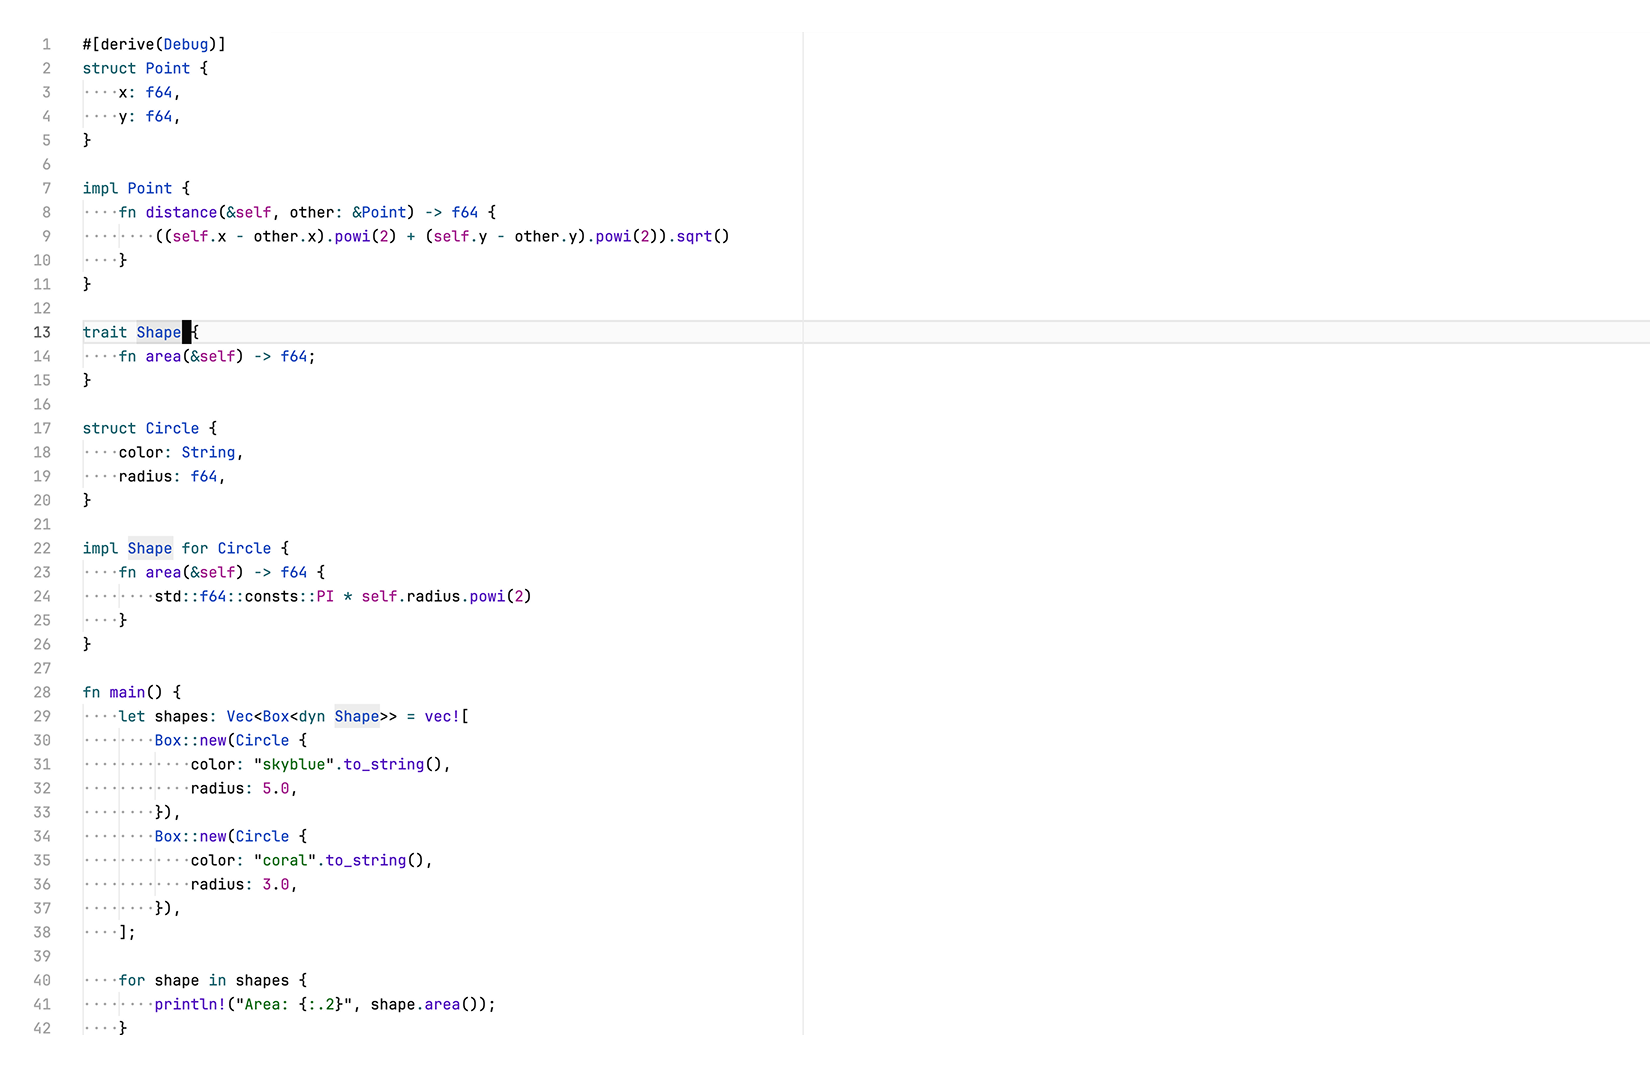 1 #[derive(Debug)]
2 struct Point {
3     x: f64,
4     y: f64,
5 }
6
7 impl Point {
8     fn distance(&self, other: &Point) -> f64 {
9         ((self.x - other.x).powi(2) + (self.y - other.y).powi(2)).sqrt()
10     }
11 }
12
13 trait Shape {
14     fn area(&self) -> f64;
15 }
16
17 struct Circle {
18     color: String,
19     radius: f64,
20 }
21
22 impl Shape for Circle {
23     fn area(&self) -> f64 {
24         std::f64::consts::PI * self.radius.powi(2)
25     }
26 }
27
28 fn main() {
29     let shapes: Vec<Box<dyn Shape>> = vec![
30         Box::new(Circle {
31             color: "skyblue".to_string(),
32             radius: 5.0,
33         }),
34         Box::new(Circle {
35             color: "coral".to_string(),
36             radius: 3.0,
37         }),
38     ];
39
40     for shape in shapes {
41         println!("Area: {:.2}", shape.area());
42     }